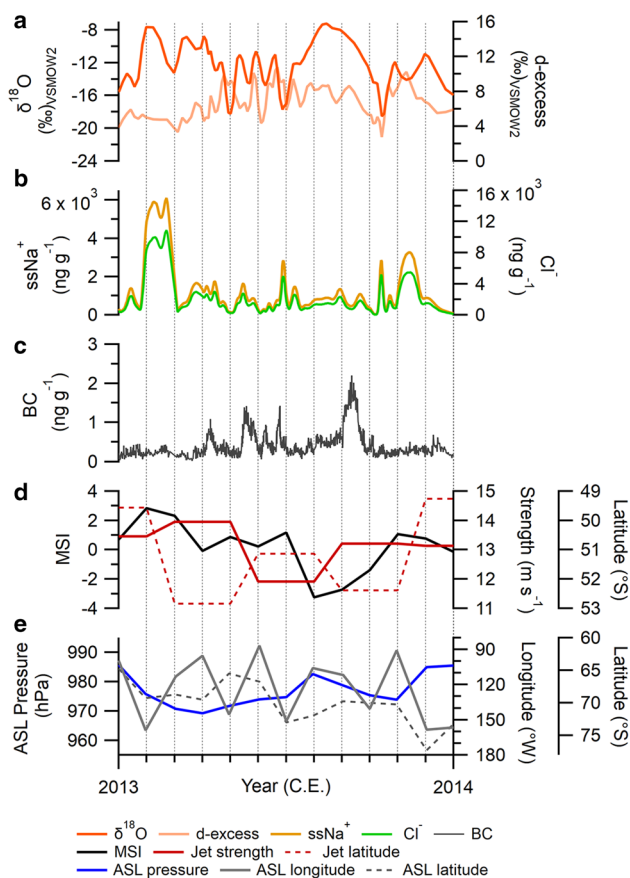 a
-8
-12
-16
-20
-24
δ18O
(‰)VSMOW2
16
12
8
4
0
d-excess
(‰)VSMOW2
b
6 x 10³
4
2
0
ssNa⁺
(ng g⁻¹)
16 x 10³
12
8
4
0
Cl⁻
(ng g⁻¹)
c
3
2
1
0
BC
(ng g⁻¹)
d
4
2
0
-2
-4
MSI
15
14
13
12
11
Strength (m s⁻¹)
49
50
51
52
53
Latitude (°S)
e
990
980
970
960
ASL Pressure
(hPa)
90
120
150
180
Longitude (°W)
60
65
70
75
Latitude (°S)
2013 Year (C.E.) 2014
δ18O d-excess ssNa⁺ Cl⁻ BC
MSI Jet strength Jet latitude
ASL pressure ASL longitude ASL latitude